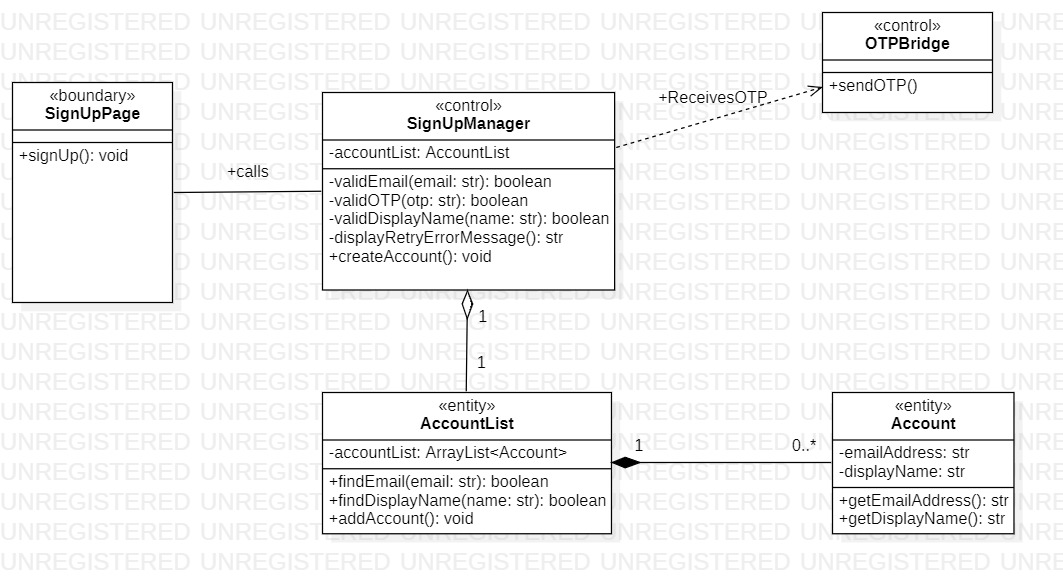 «control»
OTPBridge
+sendOTP()
«boundary»
SignUpPage
+signUp(): void
+calls
«control»
SignUpManager
-accountList: AccountList
-validEmail(email: str): boolean
-validOTP(otp: str): boolean
-validDisplayName(name: str): boolean
-displayRetryErrorMessage(): str
+createAccount(): void
+ReceivesOTP
1
1
«entity»
AccountList
-accountList: ArrayList<Account>
+findEmail(email: str): boolean
+findDisplayName(name: str): boolean
+addAccount(): void
1
0..*
«entity»
Account
-emailAddress: str
-displayName: str
+getEmailAddress(): str
+getDisplayName(): str
UNREGISTERED